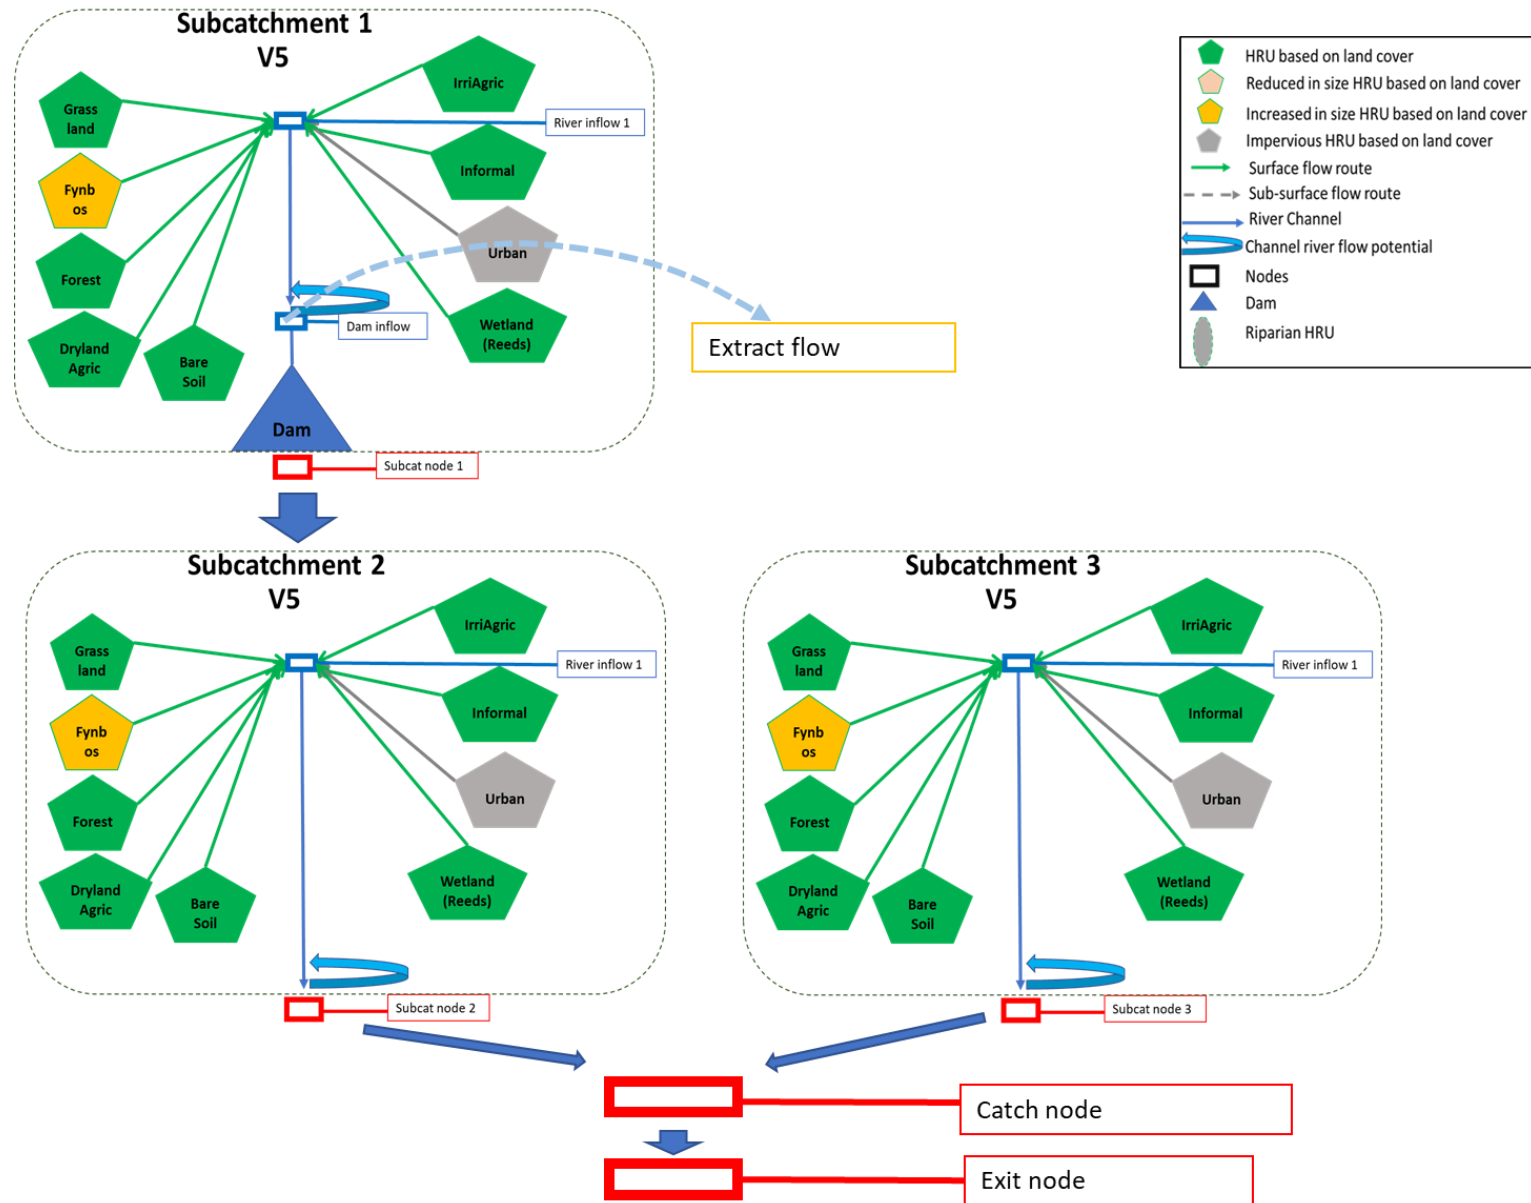 Subcatchment 1
V5
Grass
land
Fynb
os
Forest
Dryland
Agric
Bare
Soil
IrriAgric
River inflow 1
Informal
Urban
Wetland
(Reeds)
Dam inflow
Dam
Subcat node 1
Extract flow
HRU based on land cover
Reduced in size HRU based on land cover
Increased in size HRU based on land cover
Impervious HRU based on land cover
Surface flow route
Sub-surface flow route
River Channel
Channel river flow potential
Nodes
Dam
Riparian HRU
Subcatchment 2
V5
Grass
land
Fynb
os
Forest
Dryland
Agric
Bare
Soil
IrriAgric
River inflow 1
Informal
Urban
Wetland
(Reeds)
Subcat node 2
Subcatchment 3
V5
Grass
land
Fynb
os
Forest
Dryland
Agric
Bare
Soil
IrriAgric
River inflow 1
Informal
Urban
Wetland
(Reeds)
Subcat node 3
Catch node
Exit node